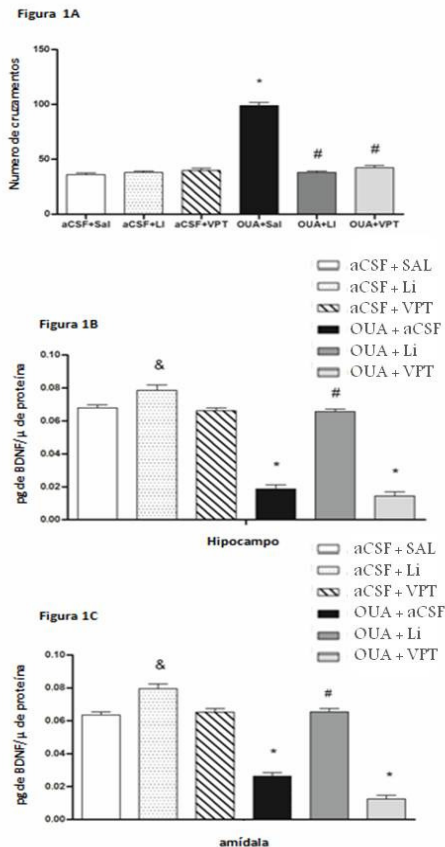 Figura 1A
Numero de cruzamentos
150
100
50
0
*
#
#
aCSF+Sal
aCSF+LI
aCSF+VPT
OUA+Sal
OUA+LI
OUA+VPT
aCSF + SAL
aCSF + Li
aCSF + VPT
OUA + aCSF
OUA + Li
OUA + VPT
Figura 1B
pg de BDNF/µ de proteína
0.10
0.08
0.06
0.04
0.02
0.00
&
*
#
*
Hipocampo
aCSF + SAL
aCSF + Li
aCSF + VPT
OUA + aCSF
OUA + Li
OUA + VPT
Figura 1C
pg de BDNF/µ de proteína
0.10
0.08
0.06
0.04
0.02
0.00
&
*
#
*
amídala